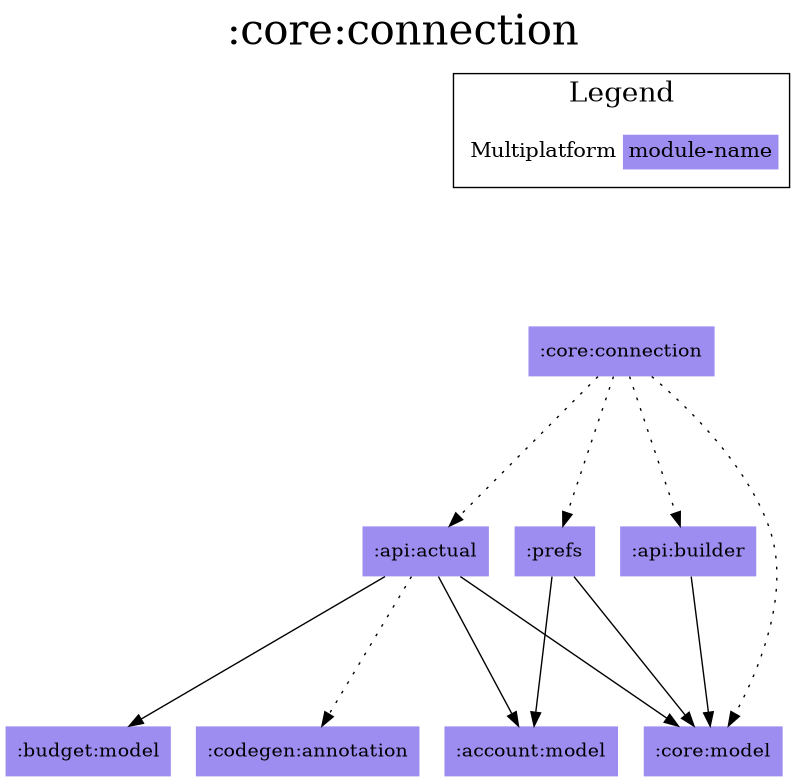 :core:connection
Legend
Multiplatform module-name
:core:connection
:api:actual :prefs :api:builder
:budget:model :codegen:annotation :account:model :core:model